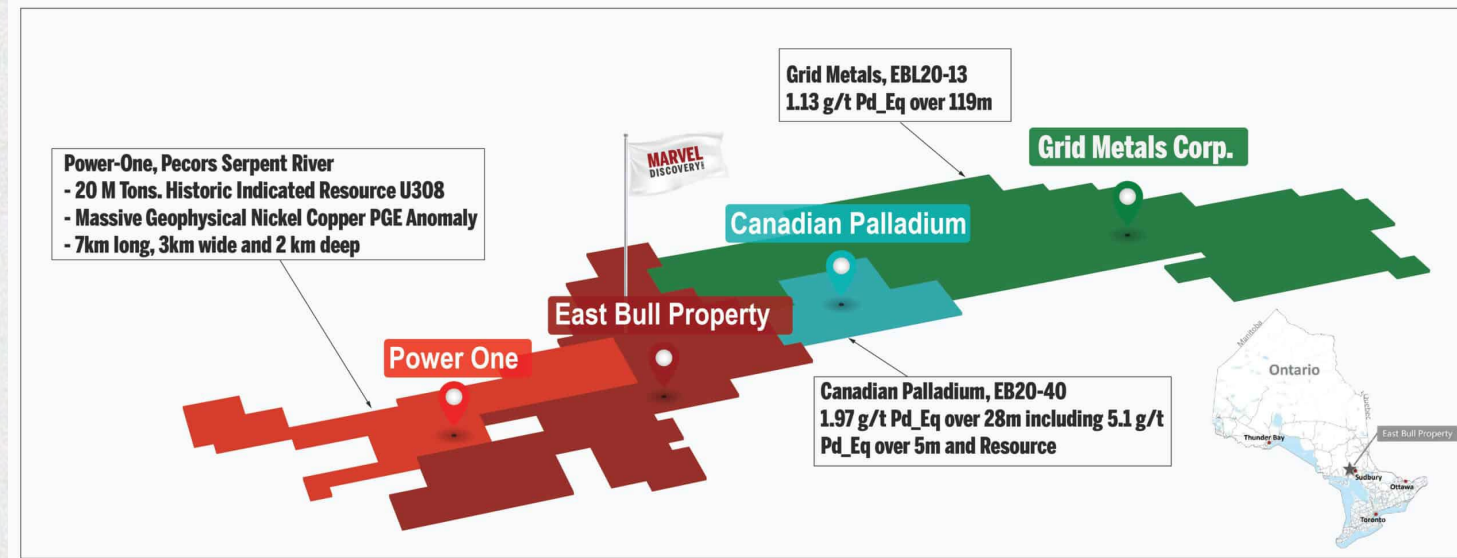 Grid Metals, EBL20-13
1.13 g/t Pd_Eq over 119m
Grid Metals Corp.
MARVEL
DISCOVERY
Power-One, Pecors Serpent River
- 20 M Tons. Historic Indicated Resource U308
- Massive Geophysical Nickel Copper PGE Anomaly
- 7km long, 3km wide and 2 km deep
Canadian Palladium
East Bull Property
Power One
Canadian Palladium, EB20-40
1.97 g/t Pd_Eq over 28m including 5.1 g/t
Pd_Eq over 5m and Resource
Manitoba
Ontario
Quebec
Thunder Bay
East Bull Property
Sudbury
Ottawa
Toronto